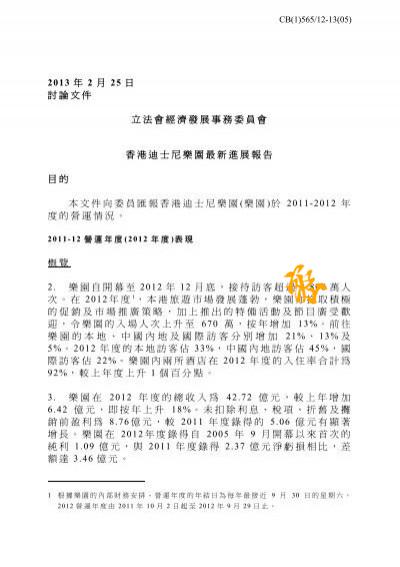 CB(1)565/12-13(05)
2013 年 2 月 25 日
討論文件
立法會經濟發展事務委員會
香港迪士尼樂園最新進展報告
目的
本文件向委員匯報香港迪士尼樂園(樂園)於 2011-2012 年
度的營運情況。
2011-12 營運年度(2012 年度)表現
概覽
2. 樂園自開幕至 2012 年 12 月底，接待訪客超 萬人
次。在 2012年度1，本港旅遊市場發展蓬勃，樂園 取積極
的促銷及市場推廣策略，加上推出的特備活動及節目廣受歡
迎，令樂園的入場人次上升至 670 萬，按年增加 13%。前往
樂園的本地、中國內地及國際訪客分別增加 21%，13%及
5%。2012 年度的本地訪客佔 33%，中國內地訪客佔 45%，國
際訪客佔 22%。樂園內兩所酒店在 2012 年度的入住率合計爲
92%，較上年度上升 1 個百分點。
3. 樂園在 2012 年度的總收入爲 42.72 億元，較上年增加
6.42 億元，即按年上升 18%。未扣除利息、稅項、折舊及攤
銷前盈利爲 8.76億元，較 2011 年度錄得的 5.06 億元有顯著
增長。樂園在 2012年度錄得自 2005 年 9 月開幕以來首次的
純利 1.09 億元，與 2011 年度錄得 2.37 億元淨虧損相比，差
額達 3.46 億元。
1 根據樂園的內部財務安排，營運年度的年結日為每年最接近 9 月 30 日的星期六。
2012 營運年度由 2011 年 10 月 2 日起至 2012 年 9 月 29 日止。